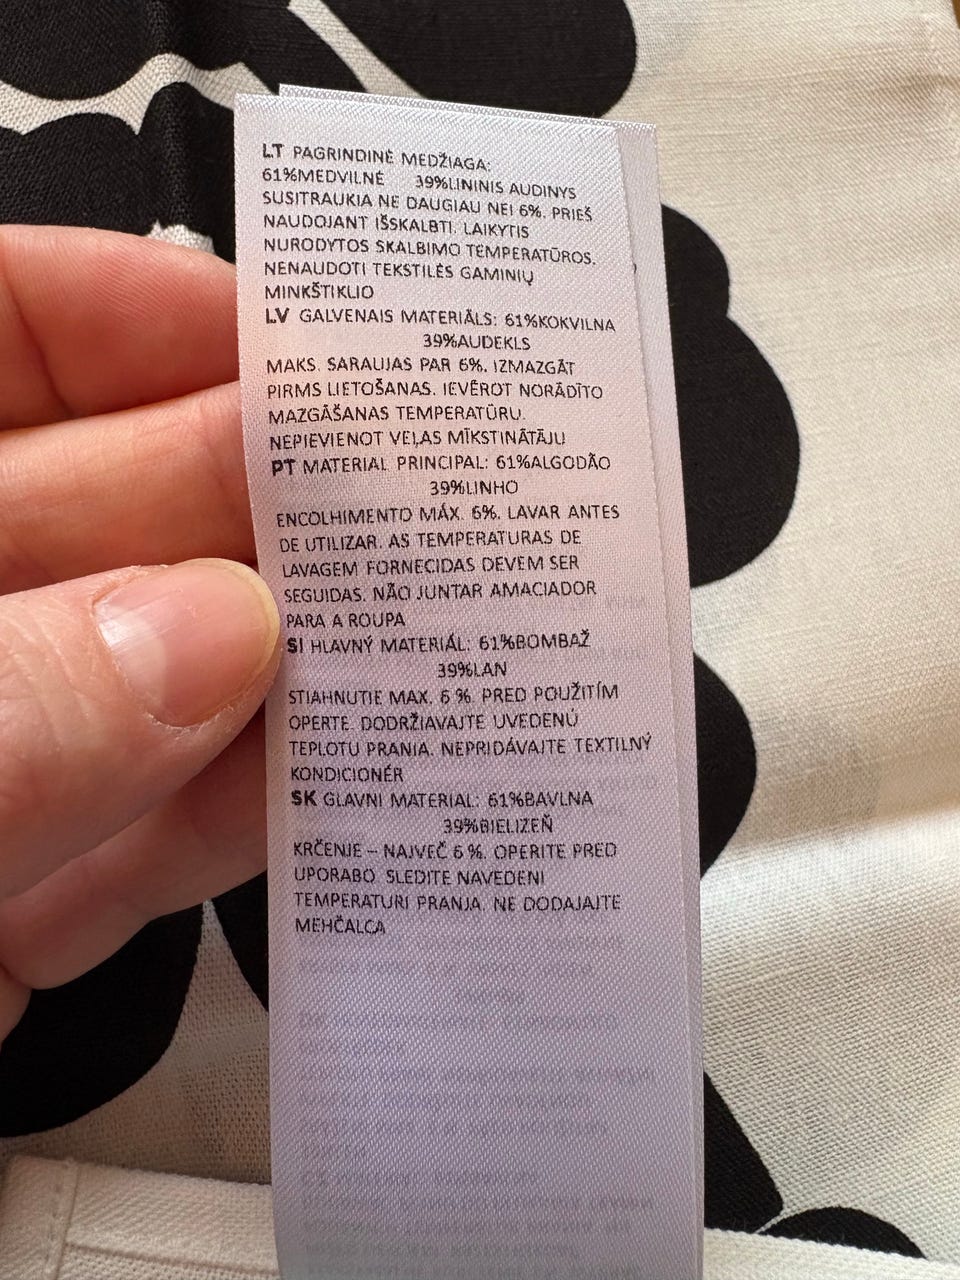 LT PAGRINDINĖ MEDŽIAGA:
61%MEDVILNĖ 39%LININIS AUDINYS
SUSITRAUKIA NE DAUGIAU NEI 6%. PRIEŠ
NAUDOJANT IŠSKALBTI. LAIKYTIS
NURODYTOS SKALBIMO TEMPERATŪROS.
NENAUDOTI TEKSTILĖS GAMINIŲ
MINKŠTIKLIO
LV GALVENAIS MATERIĀLS: 61%KOKVILNA
39%AUDEKLS
MAKS. SARAUJAS PAR 6%. IZMAZGĀT
PIRMS LIETOŠANAS. IEVĒROT NORĀDĪTO
MAZGĀŠANAS TEMPERATŪRU.
NEPIEVIENOT VEĻAS MĪKSTINĀTĀJU
PT MATERIAL PRINCIPAL: 61%ALGODÃO
39%LINHO
ENCOLHIMENTO MÁX. 6%. LAVAR ANTES
DE UTILIZAR. AS TEMPERATURAS DE
LAVAGEM FORNECIDAS DEVEM SER
SEGUIDAS. NÃO JUNTAR AMACIADOR
PARA A ROUPA
SI HLAVNÝ MATERIÁL: 61%BOMBAŽ
39%LAN
STIAHNUTIE MAX. 6 %. PRED POUŽITÍM
OPERTE. DODRŽIAVAJTE UVEDENÚ
TEPLOTU PRANIA. NEPRIDÁVAJTE TEXTILNÝ
KONDICIONÉR
SK GLAVNI MATERIAL: 61%BAVLNA
39%BIELIZEŇ
KRČENJE – NAJVEČ 6 %. OPERITE PRED
UPORABO. SLEDITE NAVEDENI
TEMPERATURI PRANJA. NE DODAJAJTE
MEHČALCA